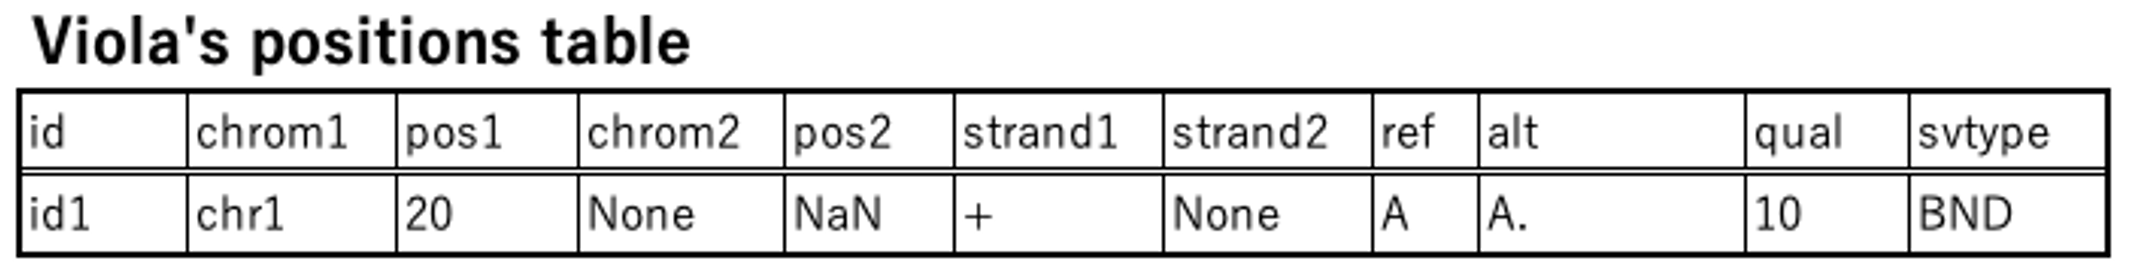 Viola's positions table
id chrom1 pos1 chrom2 pos2 strand1 strand2 ref alt qual svtype
id1 chr1 20 None NaN + None A A. 10 BND